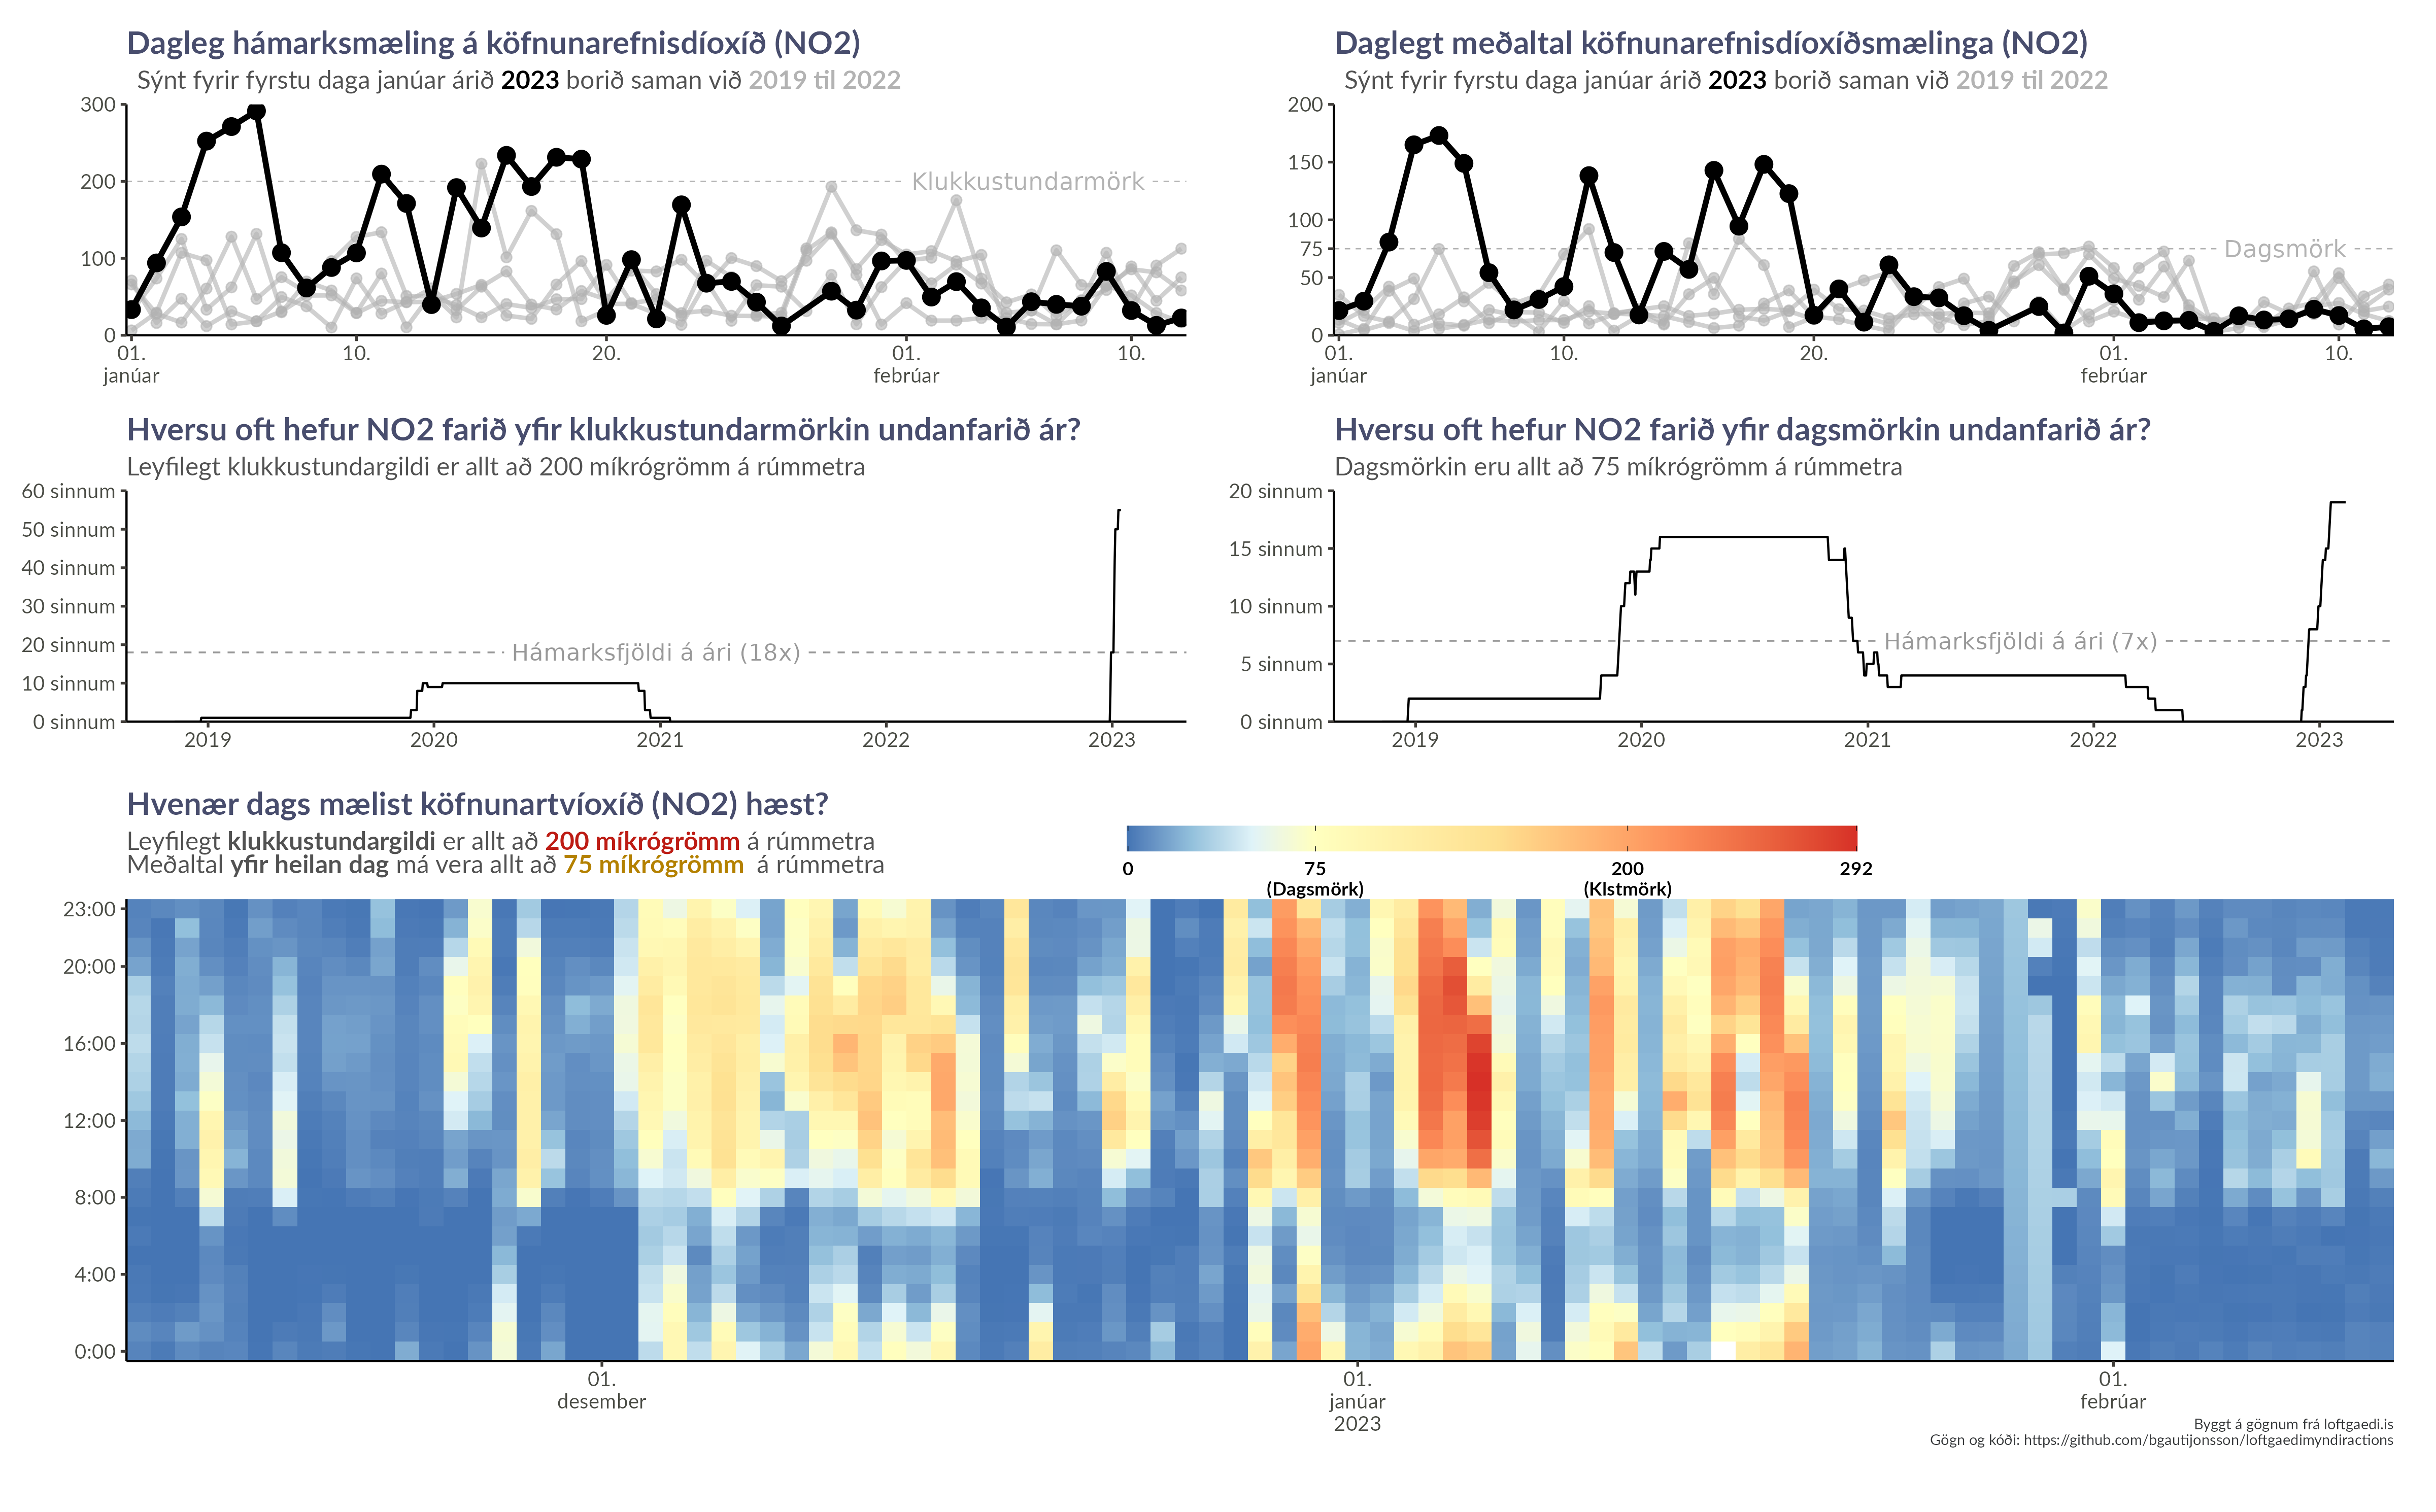 Dagleg hámarksmæling á köfnunarefnisdíoxíð (NO2)
Sýnt fyrir fyrstu daga janúar árið 2023 borið saman við 2019 til 2022
300
200
100
0
Klukkustundarmörk
01.
janúar
10.
20.
01.
febrúar
10.
Daglegt meðaltal köfnunarefnisdíoxíðsmælinga (NO2)
Sýnt fyrir fyrstu daga janúar árið 2023 borið saman við 2019 til 2022
200
150
100
75
50
0
Dagsmörk
01.
janúar
10.
20.
01.
febrúar
10.
Hversu oft hefur NO2 farið yfir klukkustundarmörkin undanfarið ár?
Leyfilegt klukkustundargildi er allt að 200 míkrógrömm á rúmmetra
60 sinnum
50 sinnum
40 sinnum
30 sinnum
20 sinnum
10 sinnum
0 sinnum
Hámarksfjöldi á ári (18x)
2019
2020
2021
2022
2023
Hversu oft hefur NO2 farið yfir dagsmörkin undanfarið ár?
Dagsmörkin eru allt að 75 míkrógrömm á rúmmetra
20 sinnum
15 sinnum
10 sinnum
5 sinnum
0 sinnum
Hámarksfjöldi á ári (7x)
2019
2020
2021
2022
2023
Hvenær dags mælist köfnunartvíoxíð (NO2) hæst?
Leyfilegt klukkustundargildi er allt að 200 míkrógrömm á rúmmetra
Meðaltal yfir heilan dag má vera allt að 75 míkrógrömm á rúmmetra
0
75
(Dagsmörk)
200
(Klstmörk)
292
23:00
20:00
16:00
12:00
8:00
4:00
0:00
01.
desember
01.
janúar
2023
01.
febrúar
Byggt á gögnum frá loftgaedi.is
Gögn og kóði: https://github.com/bgautijonsson/loftgaedimyndiractions